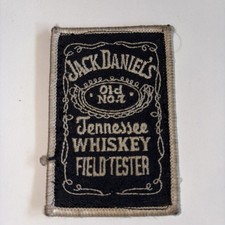 JACK DANIEL'S
Old
NO.7
Tennessee
WHISKEY
FIELD TESTER